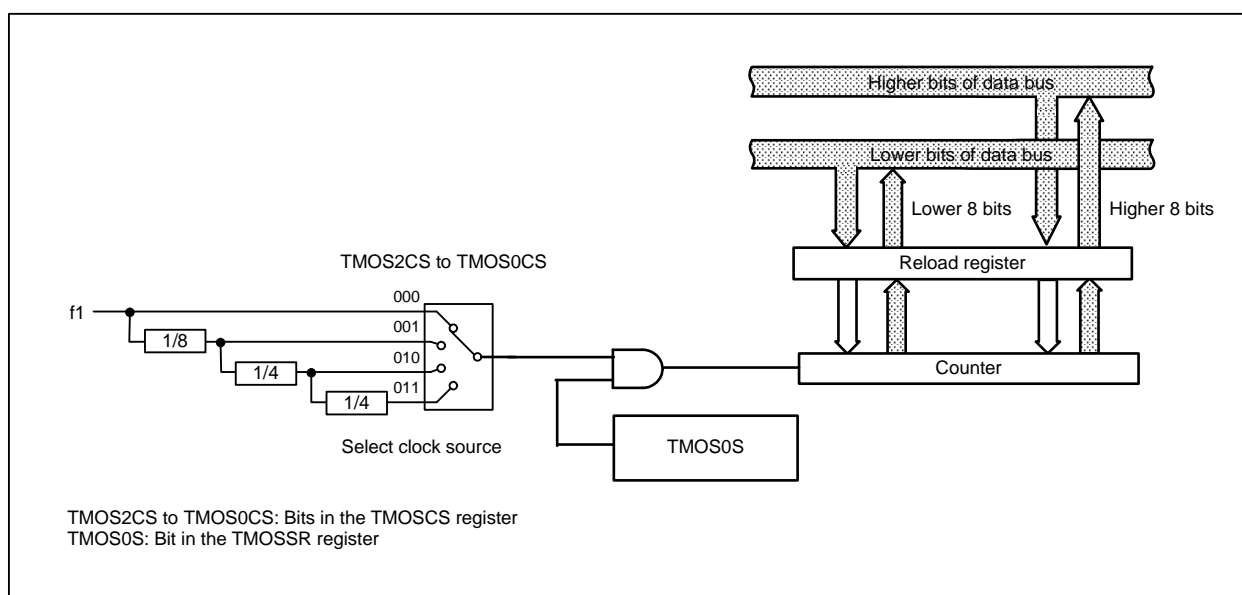 Higher bits of data bus
Lower bits of data bus
Lower 8 bits
Higher 8 bits
TMOS2CS to TMOS0CS
Reload register
000
f1
001
1/8
010
1/4
Counter
011
1/4
Select clock source
TMOS0S
TMOS2CS to TMOS0CS: Bits in the TMOSCS register
TMOS0S: Bit in the TMOSSR register